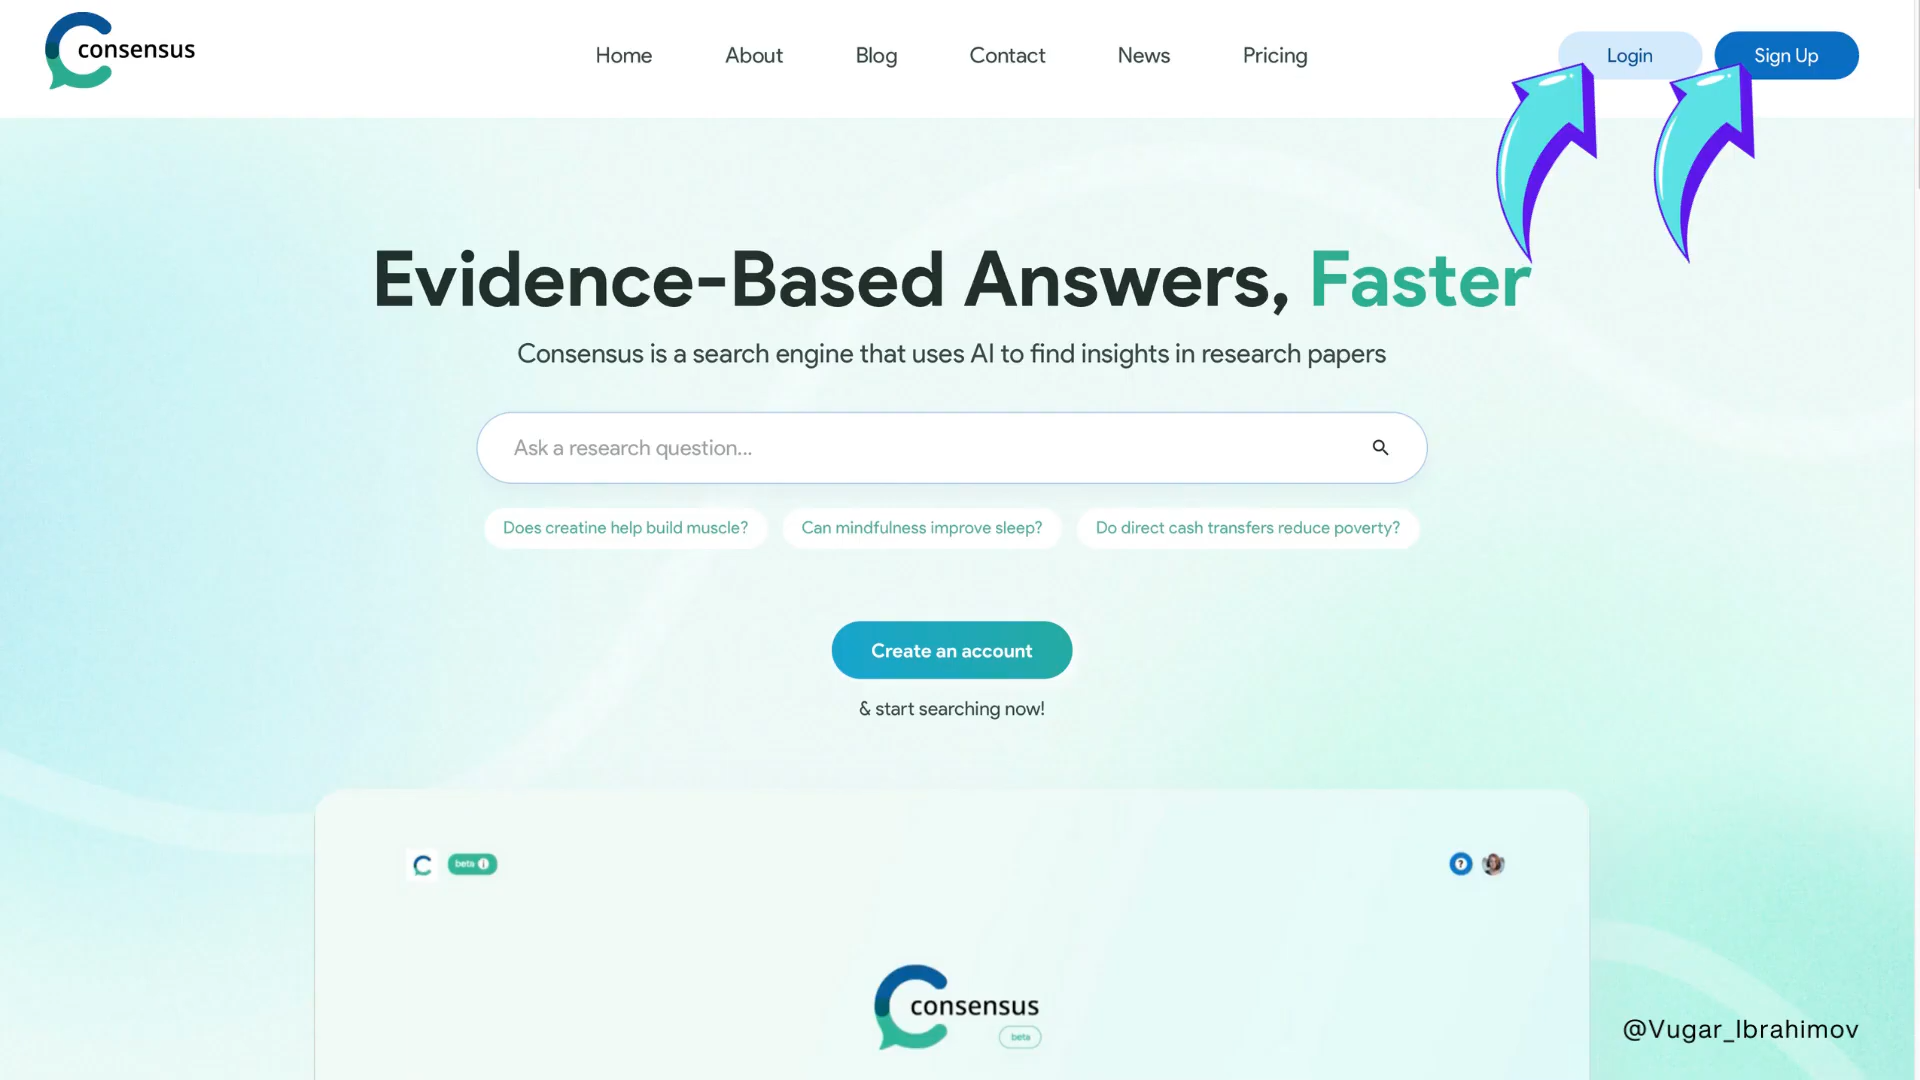 consensus
Home About Blog Contact News Pricing Login Sign Up
Evidence-Based Answers, Faster
Consensus is a search engine that uses AI to find insights in research papers
Ask a research question...
Does creatine help build muscle? Can mindfulness improve sleep? Do direct cash transfers reduce poverty?
Create an account
& start searching now!
beta
consensus
beta
@Vugar_Ibrahimov